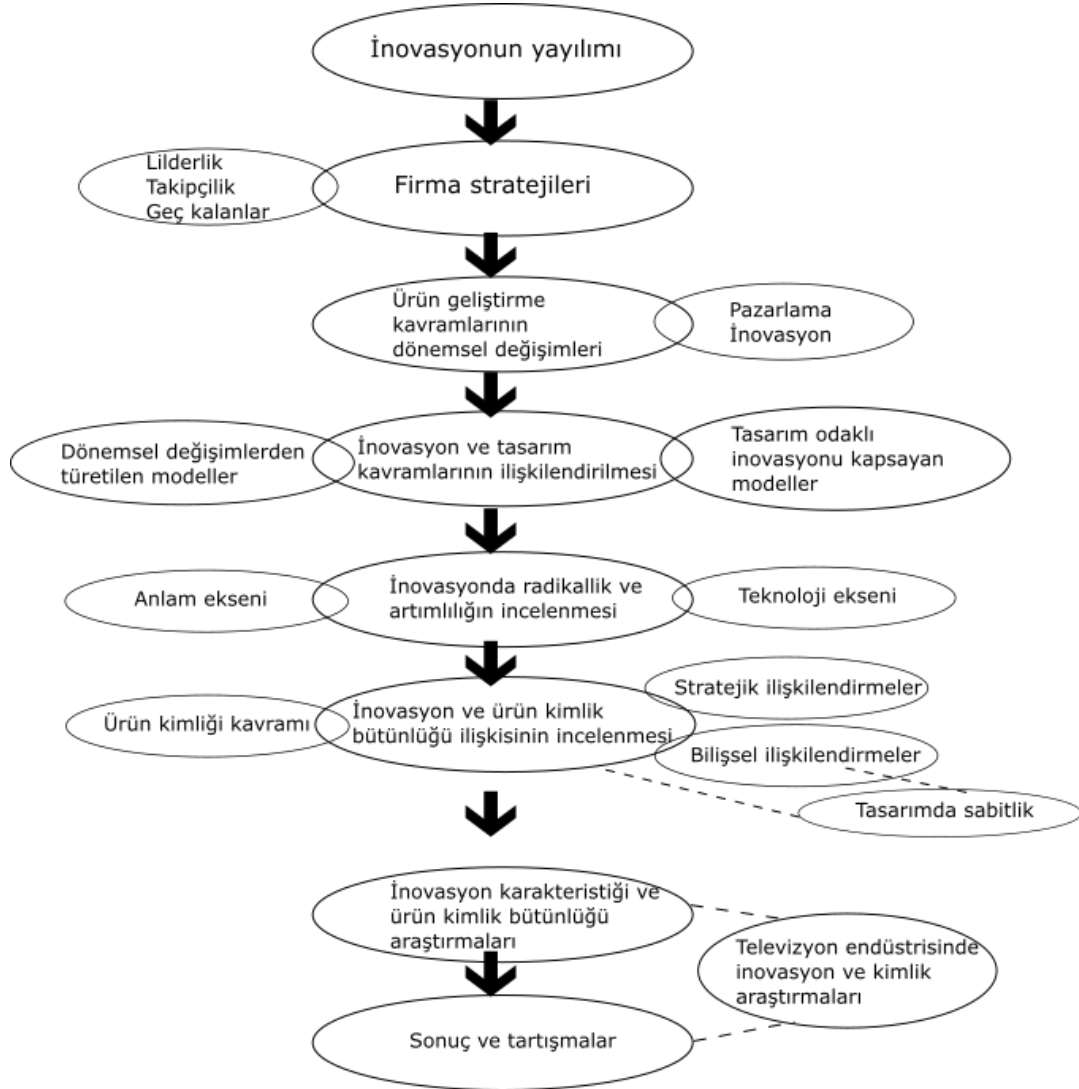 İnovasyonun yayılımı
Lilderlik
Takipçilik
Geç kalanlar
Firma stratejileri
Ürün geliştirme
kavramlarının
dönemsel değişimleri
Pazarlama
İnovasyon
Dönemsel değişimlerden
türetilen modeller
İnovasyon ve tasarım
kavramlarının ilişkilendirilmesi
Tasarım odaklı
inovasyonu kapsayan
modeller
Anlam ekseni
İnovasyonda radikallik ve
artımlılığın incelenmesi
Teknoloji ekseni
Ürün kimliği kavramı
İnovasyon ve ürün kimlik
bütünlüğü ilişkisinin incelenmesi
Stratejik ilişkilendirmeler
Bilişsel ilişkilendirmeler
Tasarımda sabitlik
İnovasyon karakteristiği ve
ürün kimlik bütünlüğü
araştırmaları
Televizyon endüstrisinde
inovasyon ve kimlik
araştırmaları
Sonuç ve tartışmalar